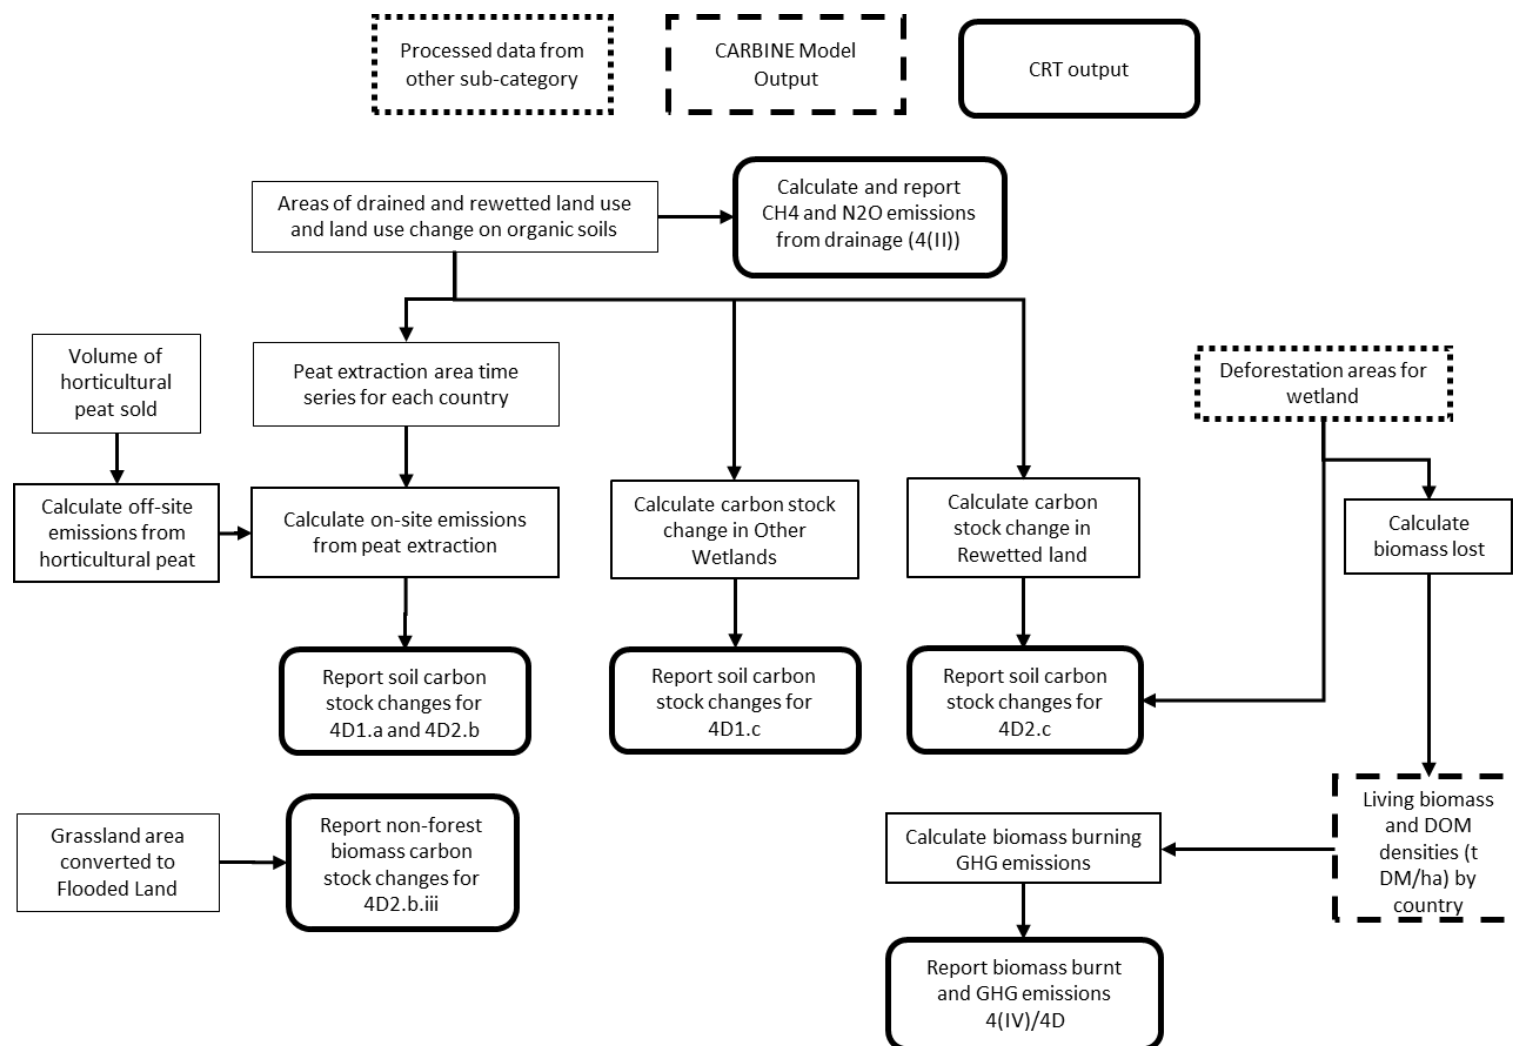 Processed data from
other sub-category
CARBINE Model
Output
CRT output
Areas of drained and rewetted land use
and land use change on organic soils
Calculate and report
CH4 and N2O emissions
from drainage (4(II))
Volume of
horticultural
peat sold
Peat extraction area time
series for each country
Deforestation areas for
wetland
Calculate off-site
emissions from
horticultural peat
Calculate on-site emissions
from peat extraction
Calculate carbon stock
change in Other
Wetlands
Calculate carbon
stock change in
Rewetted land
Calculate
biomass lost
Report soil carbon
stock changes for
4D1.a and 4D2.b
Report soil carbon
stock changes for
4D1.c
Report soil carbon
stock changes for
4D2.c
Grassland area
converted to
Flooded Land
Report non-forest
biomass carbon
stock changes for
4D2.b.iii
Calculate biomass burning
GHG emissions
Living biomass
and DOM
densities (t
DM/ha) by
country
Report biomass burnt
and GHG emissions
4(IV)/4D